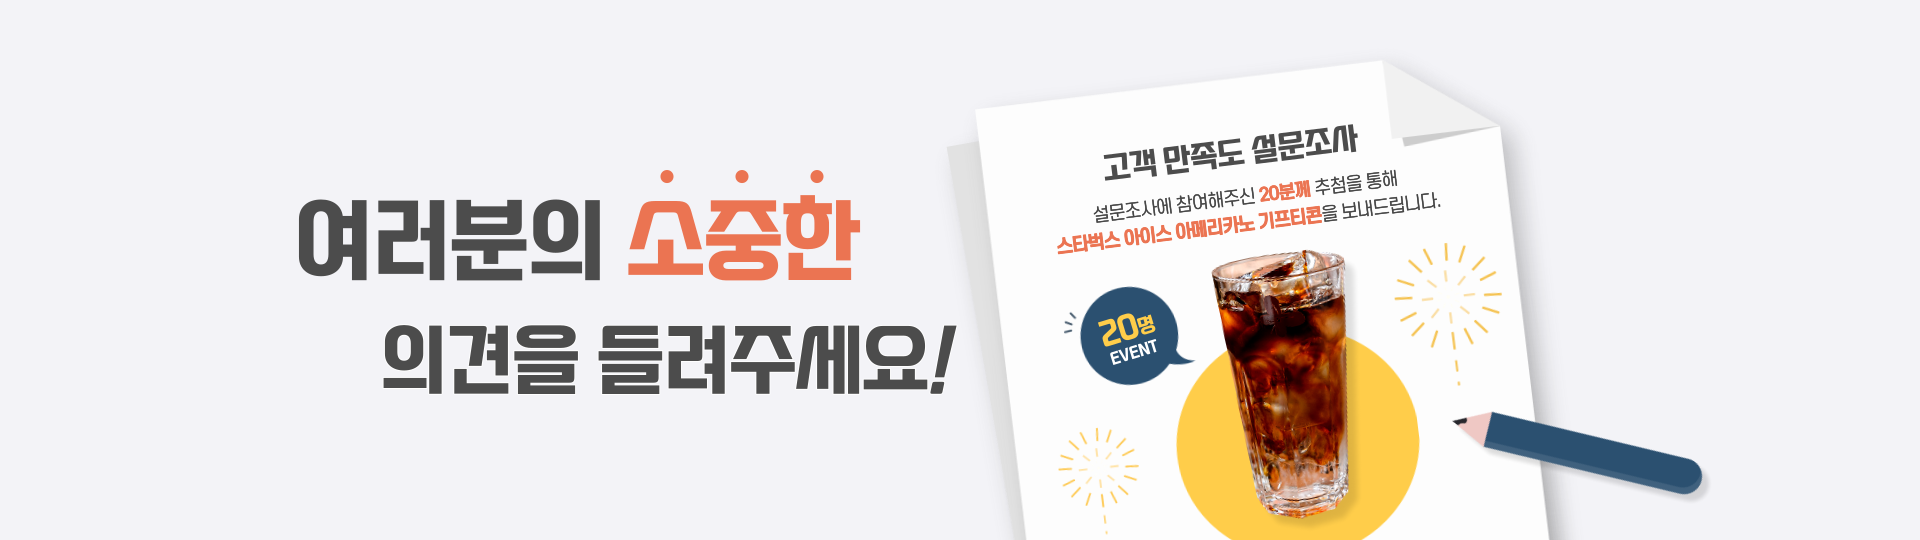 여러분의 소중한
의견을 들려주세요!
고객 만족도 설문조사
설문조사에 참여해주신 20분께 추첨을 통해
스타벅스 아이스 아메리카노 기프티콘을 보내드립니다.
20명
EVENT